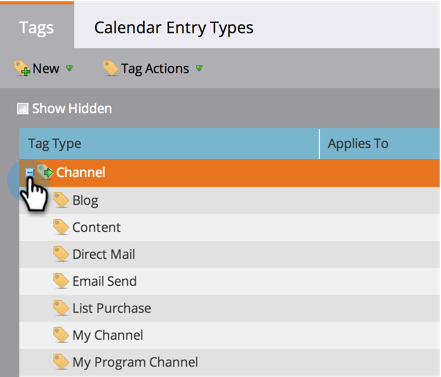 Tags Calendar Entry Types
New Tag Actions
Show Hidden
Tag Type Applies To
Channel
Blog
Content
Direct Mail
Email Send
List Purchase
My Channel
My Program Channel